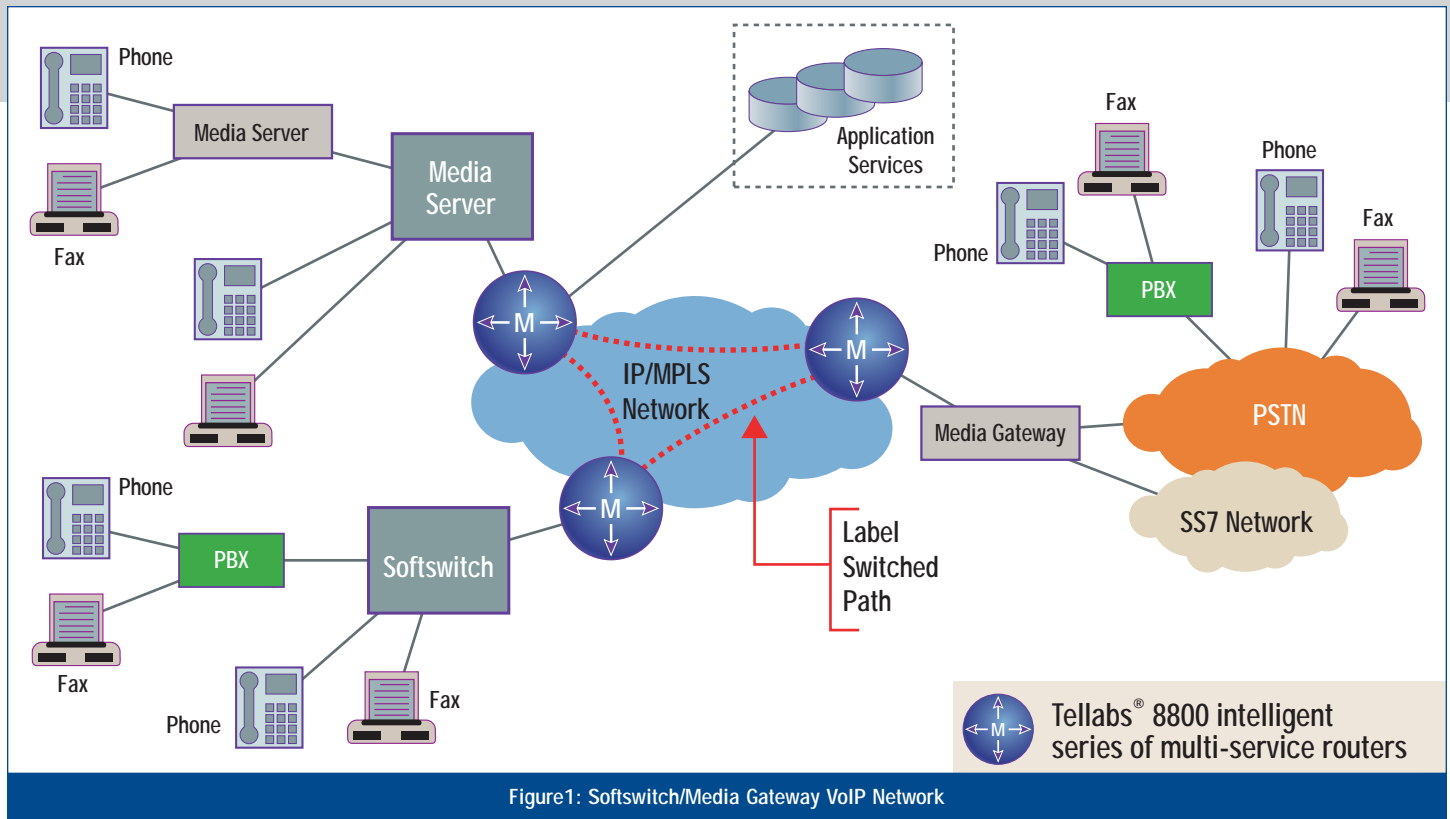 Phone
Media Server
Fax
Media
Server
Application
Services
Fax
Phone
Fax
Phone
PBX
M
M
IP/MPLS
Network
PSTN
Media Gateway
Phone
M
SS7 Network
PBX
Softswitch
Label
Switched
Path
Fax
Phone
Fax
M
Tellabs® 8800 intelligent
series of multi-service routers
Figure1: Softswitch/Media Gateway VoIP Network